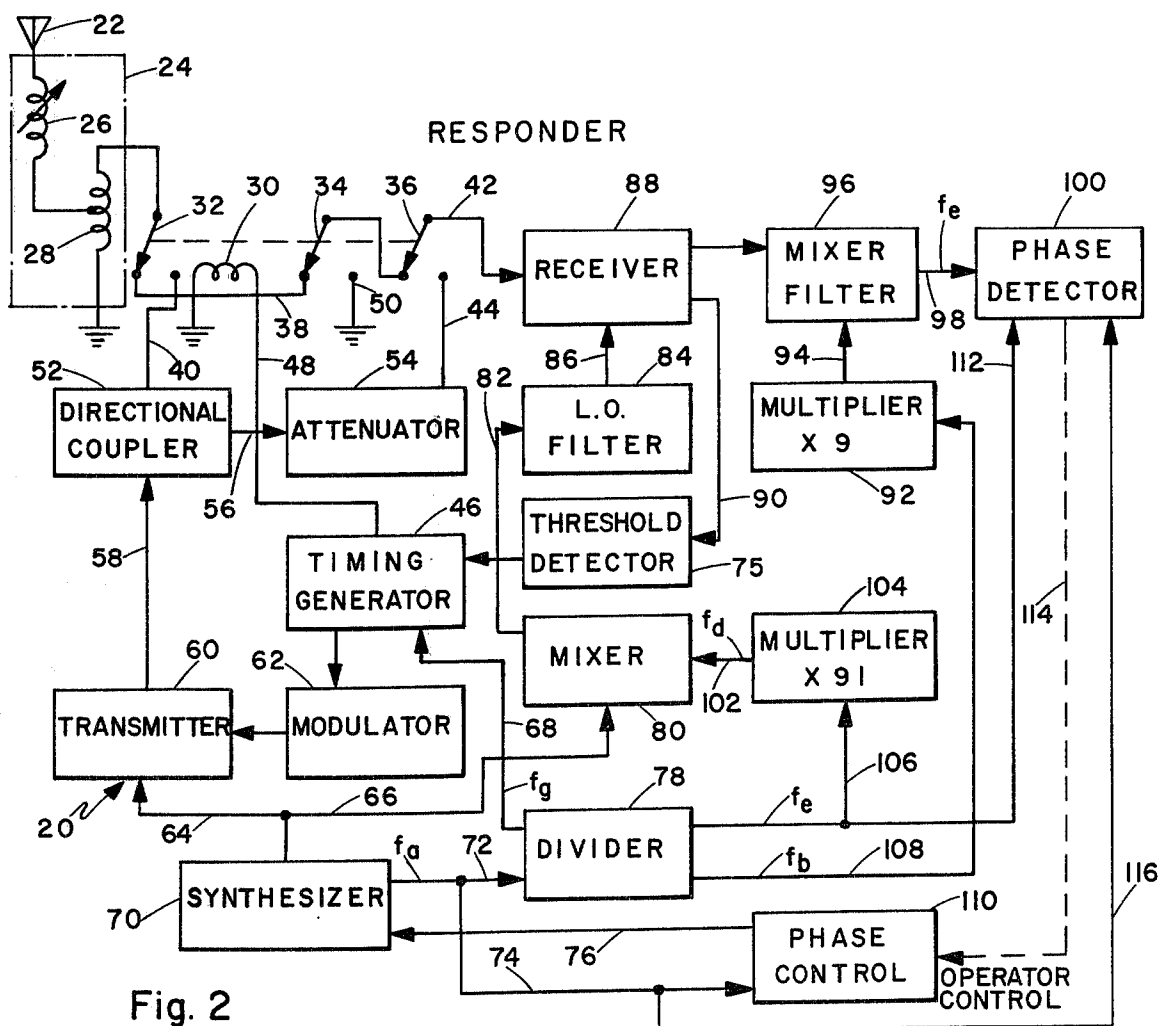 22
24
26
RESPONDER
28
32
30
34
36
42
88
RECEIVER
96
MIXER
FILTER
fe
98
100
PHASE
DETECTOR
38
50
44
40
48
52
DIRECTIONAL
COUPLER
56
54
ATTENUATOR
82
86
84
L.O.
FILTER
94
MULTIPLIER
X 9
92
112
90
58
46
TIMING
GENERATOR
THRESHOLD
DETECTOR
75
114
60
TRANSMITTER
62
MODULATOR
68
MIXER
80
fd
102
104
MULTIPLIER
X 91
106
20
64
66
fg
78
DIVIDER
fe
fb
108
70
SYNTHESIZER
fa
72
74
76
110
PHASE
CONTROL
OPERATOR
CONTROL
116
Fig. 2